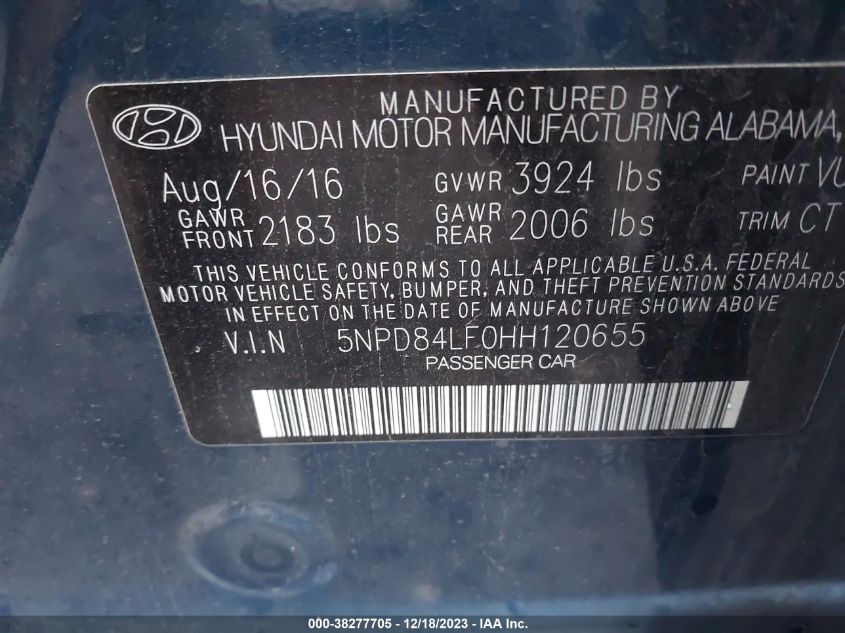 MANUFACTURED BY
HYUNDAI MOTOR MANUFACTURING ALABAMA,
Aug/16/16 GVWR 3924 lbs PAINT VU
GAWR FRONT 2183 lbs GAWR REAR 2006 lbs TRIM CT
THIS VEHICLE CONFORMS TO ALL APPLICABLE U.S.A. FEDERAL
MOTOR VEHICLE SAFETY, BUMPER, AND THEFT PREVENTION STANDARDS
IN EFFECT ON THE DATE OF MANUFACTURE SHOWN ABOVE
V.I.N 5NPD84LF0HH120655
PASSENGER CAR
000-38277705 - 12/18/2023 - IAA Inc.